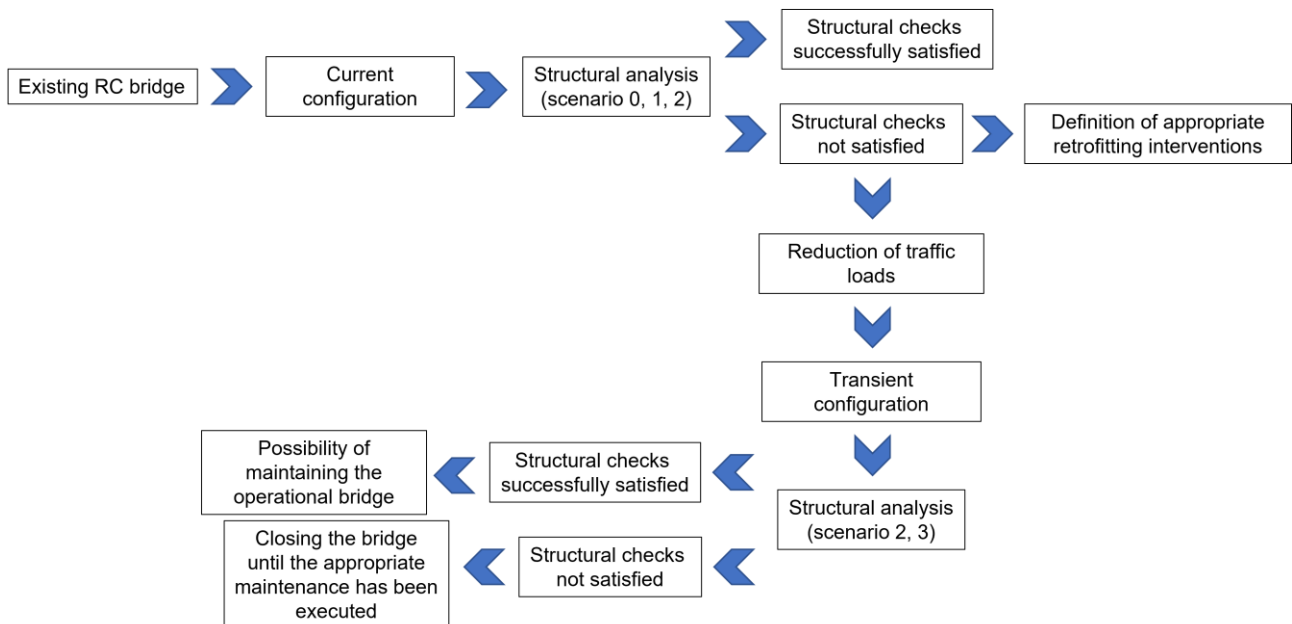 Existing RC bridge
Current
configuration
Structural analysis
(scenario 0, 1, 2)
Structural checks
successfully satisfied
Structural checks
not satisfied
Definition of appropriate
retrofitting interventions
Reduction of traffic
loads
Transient
configuration
Structural analysis
(scenario 2, 3)
Structural checks
successfully satisfied
Possibility of
maintaining the
operational bridge
Structural checks
not satisfied
Closing the bridge
until the appropriate
maintenance has been
executed